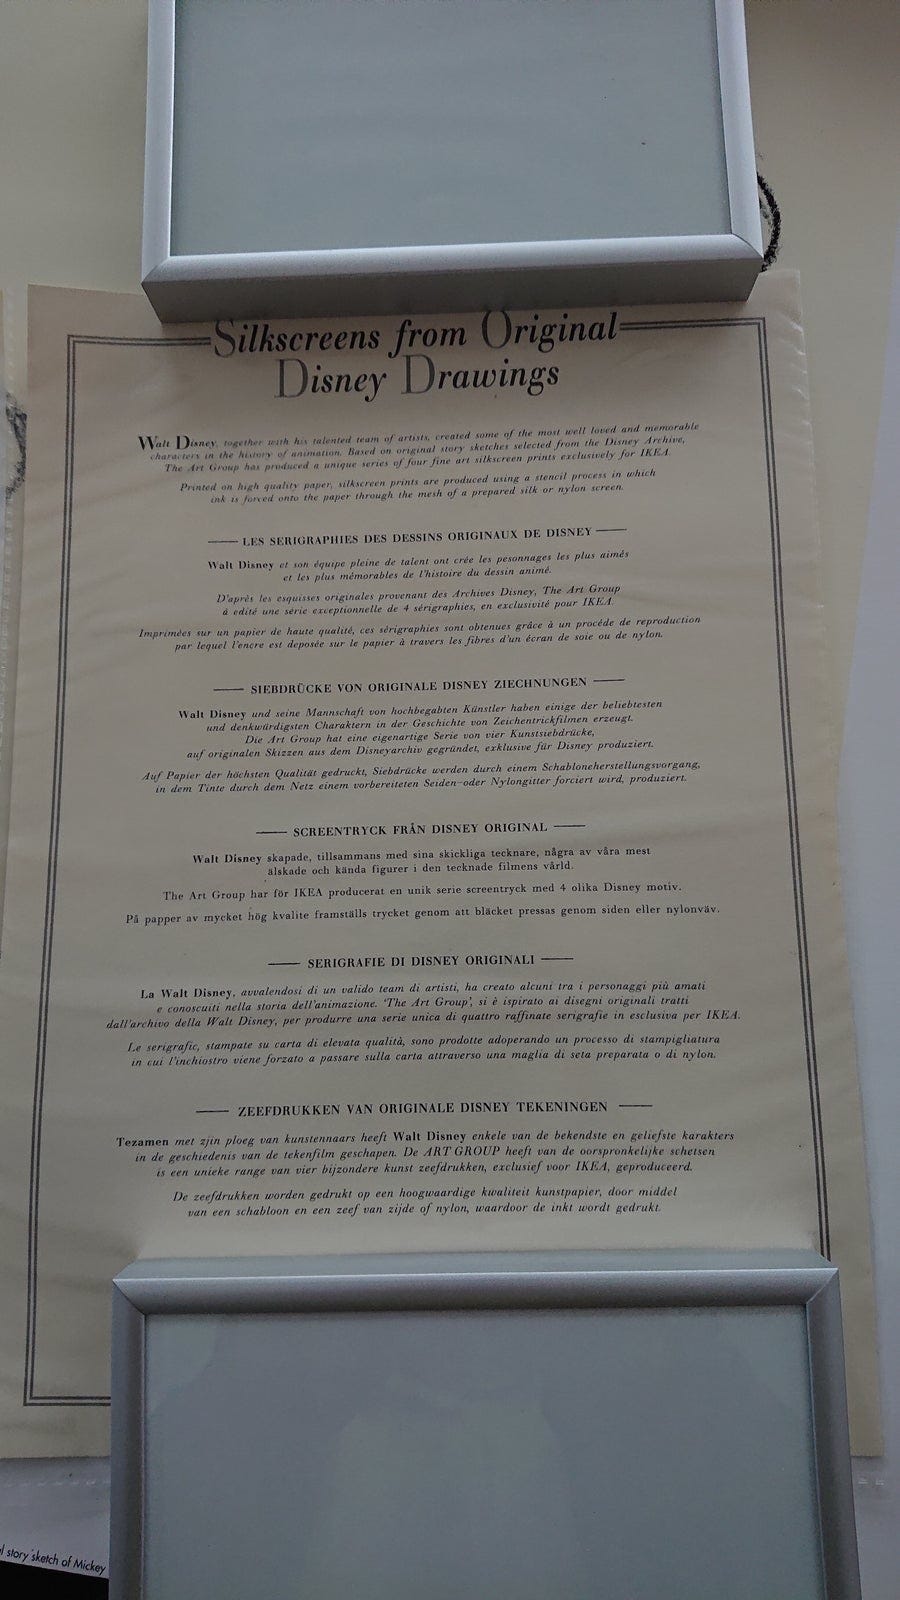 Silkscreens from Original
Disney Drawings
Walt Disney, together with his talented team of artists, created some of the most well loved and memorable
characters in the history of animation. Based on original story sketches selected from the Disney Archive,
The Art Group has produced a unique series of four fine art silkscreen prints exclusively for IKEA.
Printed on high quality paper, silkscreen prints are produced using a stencil process in which
ink is forced onto the paper through the mesh of a prepared silk or nylon screen.
LES SERIGRAPHIES DES DESSINS ORIGINAUX DE DISNEY
Walt Disney et son équipe pleine de talent ont crée les pesonnages les plus aimés
et les plus mémorables de l'histoire du dessin animé.
D'après les esquisses originales provenant des Archives Disney, The Art Group
à edité une série exceptionnelle de 4 sérigraphies, en exclusivité pour IKEA.
Imprimées sur un papier de haute qualité, ces sérigraphies sont obtenues grâce à un procéde de reproduction
par lequel l'encre est deposée sur le papier à travers les fibres d'un écran de soie ou de nylon.
SIEBDRÜCKE VON ORIGINALE DISNEY ZIECHNUNGEN
Walt Disney und seine Mannschaft von hochbegabten Künstler haben einige der beliebtesten
und denkwürdigsten Charaktern in der Geschichte von Zeichentrickfilmen erzeugt.
Die Art Group hat eine eigenartige Serie von vier Kunstsiebdrücke,
auf originalen Skizzen aus dem Disneyarchiv gegründet, exklusive für Disney produziert.
Auf Papier der höchsten Qualität gedruckt, Siebdrücke werden durch einem Schabloneherstellungsvorgang,
in dem Tinte durch dem Netz einem vorbereiteten Seiden-oder Nylongitter forciert wird, produziert.
SCREENTRYCK FRÅN DISNEY ORIGINAL
Walt Disney skapade, tillsammans med sina skickliga tecknare, några av våra mest
älskade och kända figurer i den tecknade filmens vårld.
The Art Group har för IKEA producerat en unik serie screentryck med 4 olika Disney motiv.
På papper av mycket hög kvalite framställs trycket genom att bläcket pressas genom siden eller nylonväv.
SERIGRAFIE DI DISNEY ORIGINALI
La Walt Disney, avvalendosi di un valido team di artisti, ha creato alcuni tra i personaggi più amati
e conoscuiti nella storia dell'animazione. 'The Art Group', si è ispirato ai disegni originali tratti
dall'archivo della Walt Disney, per produrre una serie unica di quattro raffinate serigrafie in esclusiva per IKEA.
Le serigrafic, stampate su carta di elevata qualità, sono prodotte adoperando un processo di stampigliatura
in cui l'inchiostro viene forzato a passare sulla carta attraverso una maglia di seta preparata o di nylon.
ZEEFDRUKKEN VAN ORIGINALE DISNEY TEKENINGEN
Tezamen met zjin ploeg van kunstennaars heeft Walt Disney enkele van de bekendste en geliefste karakters
in de geschiedenis van de tekenfilm geschapen. De ART GROUP heeft van de oorspronkelijke schetsen
is een unieke range van vier bijzondere kunst zeefdrukken, exclusief voor IKEA, geproduceerd.
De zeefdrukken worden gedrukt op een hoogwaardige kwaliteit kunstpapier, door middel
van een schabloon en een zeef van zijde of nylon, waardoor de inkt wordt gedrukt.
story sketch of Mickey